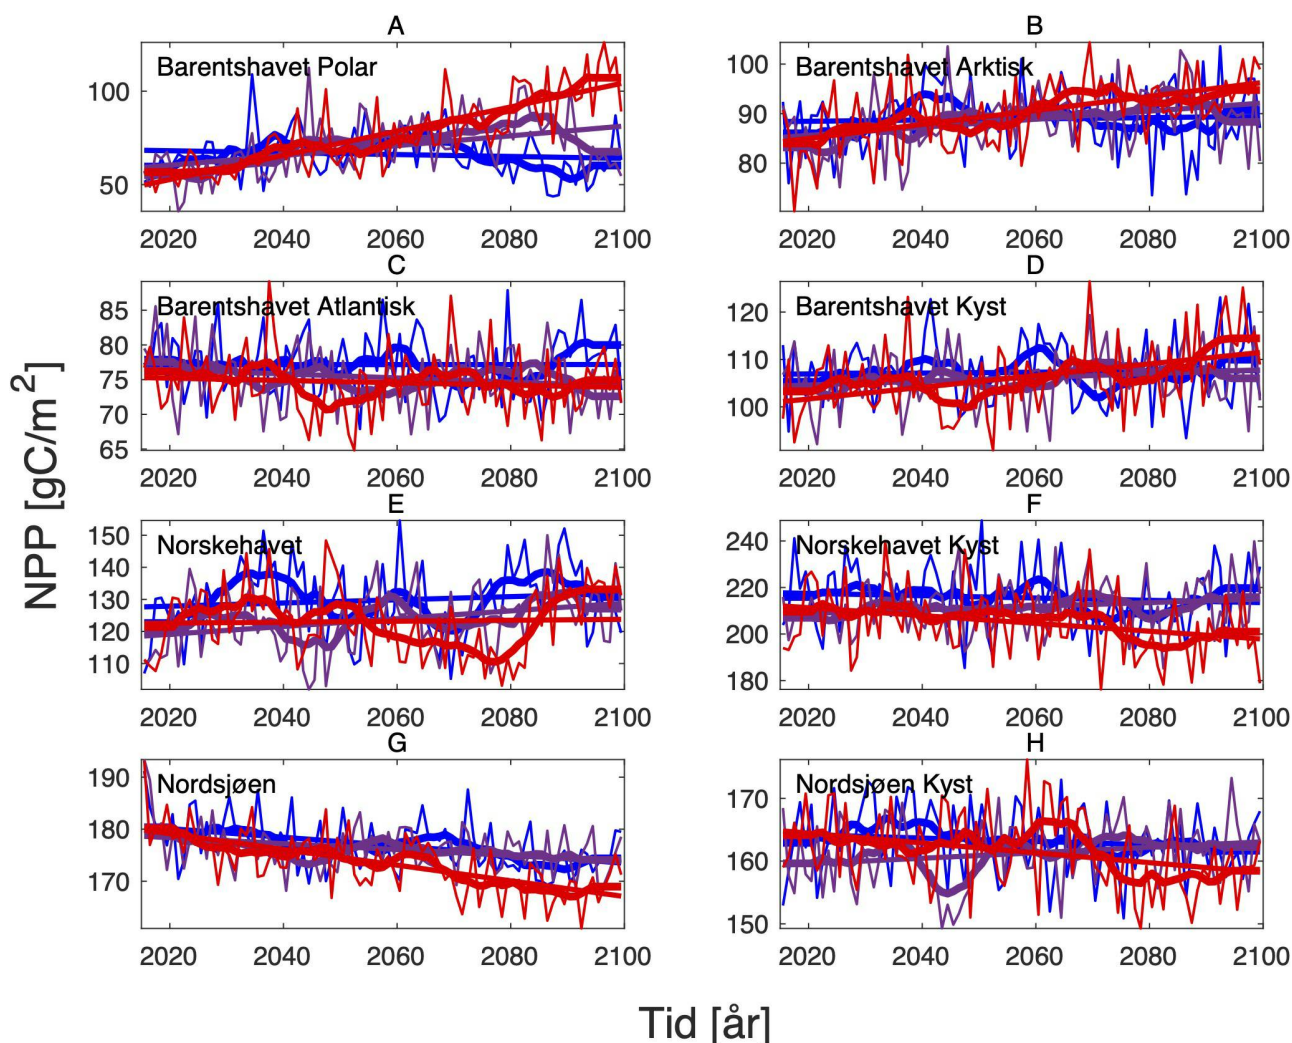 A
Barentshavet Polar
100
50
2020 2040 2060 2080 2100
B
Barentshavet Arktisk
100
90
80
2020 2040 2060 2080 2100
C
Barentshavet Atlantisk
85
80
75
70
65
2020 2040 2060 2080 2100
D
Barentshavet Kyst
120
110
100
2020 2040 2060 2080 2100
E
Norskehavet
150
140
130
120
110
2020 2040 2060 2080 2100
F
Norskehavet Kyst
240
220
200
180
2020 2040 2060 2080 2100
G
Nordsjøen
190
180
170
2020 2040 2060 2080 2100
H
Nordsjøen Kyst
170
160
150
2020 2040 2060 2080 2100
NPP [gC/m²]
Tid [år]